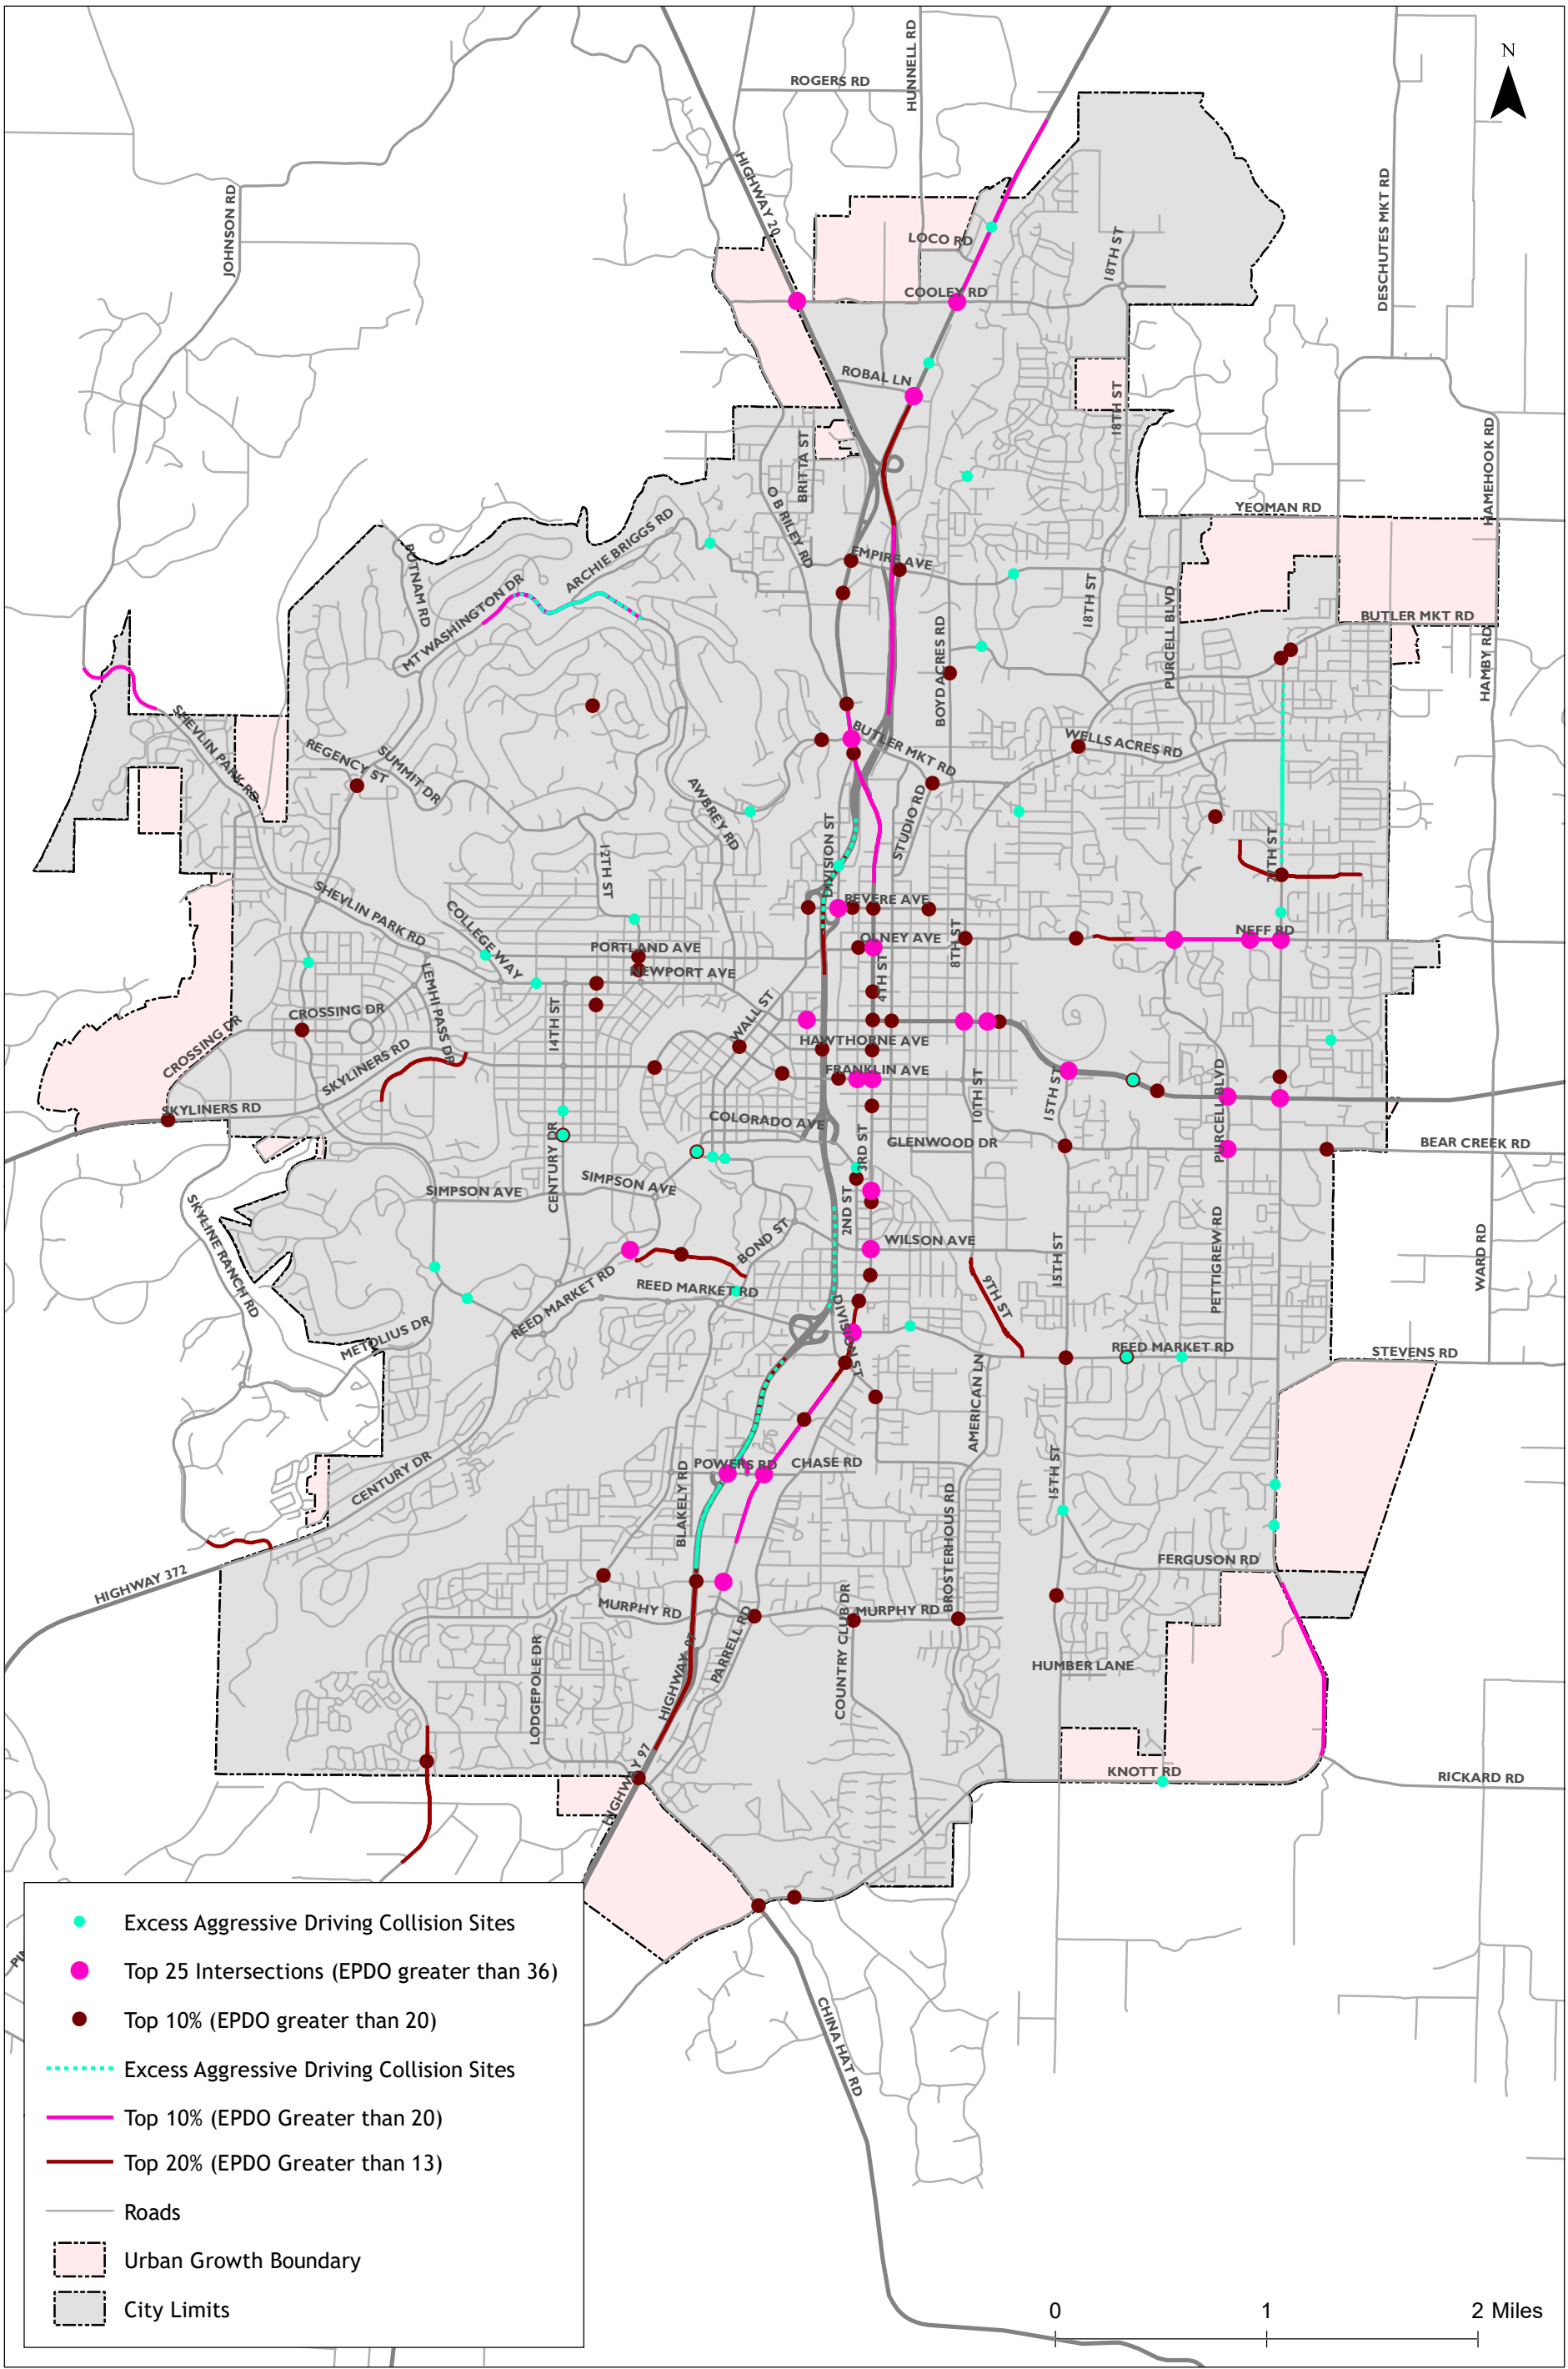 N
ROGERS RD
HUNNELL RD
HIGHWAY 20
JOHNSON RD
DESCHUTES MKT RD
LOCO RD
18TH ST
COOLEY RD
ROBAL LN
18TH ST
BRITTA ST
HAMEHOOK RD
O B RILEY RD
YEOMAN RD
ARCHIE BRIGGS RD
EMPIRE AVE
PUTNAM RD
MT WASHINGTON DR
18TH ST
PURCELL BLVD
BUTLER MKT RD
BOYD ACRES RD
HAMBY RD
SHEVLIN PARK RD
REGENCY ST
SUMMIT DR
BUTLER MKT RD
WELLS ACRES RD
AWBREY RD
STUDIO RD
DIVISION ST
12TH ST
27TH ST
SHEVLIN PARK RD
COLLEGE WAY
REVERE AVE
8TH ST
NEFF RD
OLNEY AVE
PORTLAND AVE
NEWPORT AVE
4TH ST
LEMHI PASS DR
CROSSING DR
CROSSING DR
14TH ST
WALL ST
HAWTHORNE AVE
SKYLINERS RD
FRANKLIN AVE
10TH ST
15TH ST
PURCELL BLVD
SKYLINERS RD
COLORADO AVE
GLENWOOD DR
BEAR CREEK RD
3RD ST
CENTURY DR
SIMPSON AVE
SIMPSON AVE
2ND ST
SKYLINE RANCH RD
BOND ST
WILSON AVE
15TH ST
PETTIGREW RD
WARD RD
REED MARKET RD
REED MARKET RD
9TH ST
DIVISION ST
METOLIUS DR
REED MARKET RD
STEVENS RD
AMERICAN LN
POWERS RD
CHASE RD
CENTURY DR
BLAKELY RD
15TH ST
BROSTERHOUS RD
FERGUSON RD
HIGHWAY 372
MURPHY RD
MURPHY RD
COUNTRY CLUB DR
PARRELL RD
HIGHWAY 97
LODGEPOLE DR
HUMBER LANE
HIGHWAY 97
KNOTT RD
RICKARD RD
CHINA HAT RD
Excess Aggressive Driving Collision Sites
Top 25 Intersections (EPDO greater than 36)
Top 10% (EPDO greater than 20)
Excess Aggressive Driving Collision Sites
Top 10% (EPDO Greater than 20)
Top 20% (EPDO Greater than 13)
Roads
Urban Growth Boundary
City Limits
0 1 2 Miles